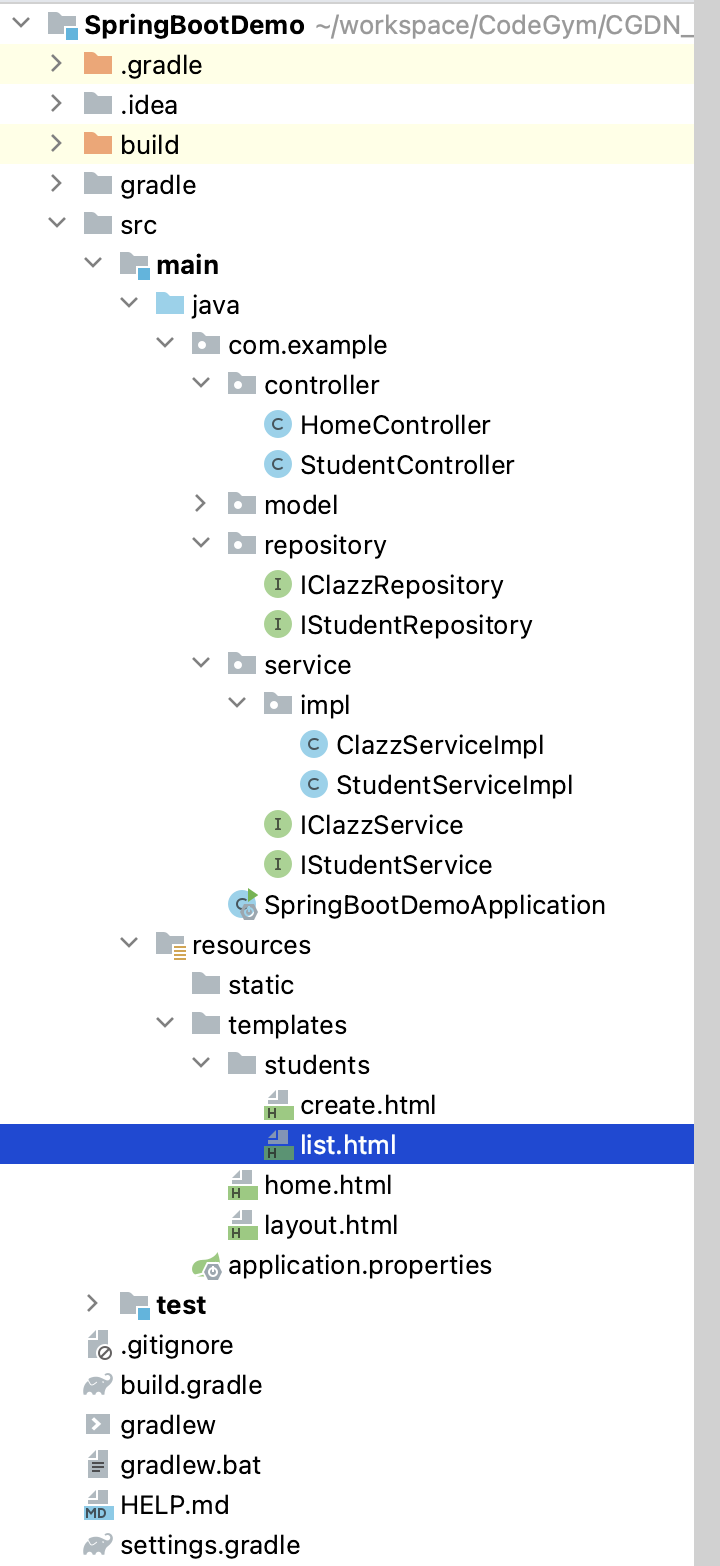 SpringBootDemo ~/workspace/CodeGym/CGDN_
.gradle
.idea
build
gradle
src
main
java
com.example
controller
C HomeController
C StudentController
model
repository
I IClazzRepository
I IStudentRepository
service
impl
C ClazzServiceImpl
C StudentServiceImpl
I IClazzService
I IStudentService
C SpringBootDemoApplication
resources
static
templates
students
H create.html
H list.html
H home.html
H layout.html
application.properties
test
.gitignore
build.gradle
gradlew
gradlew.bat
MD HELP.md
settings.gradle